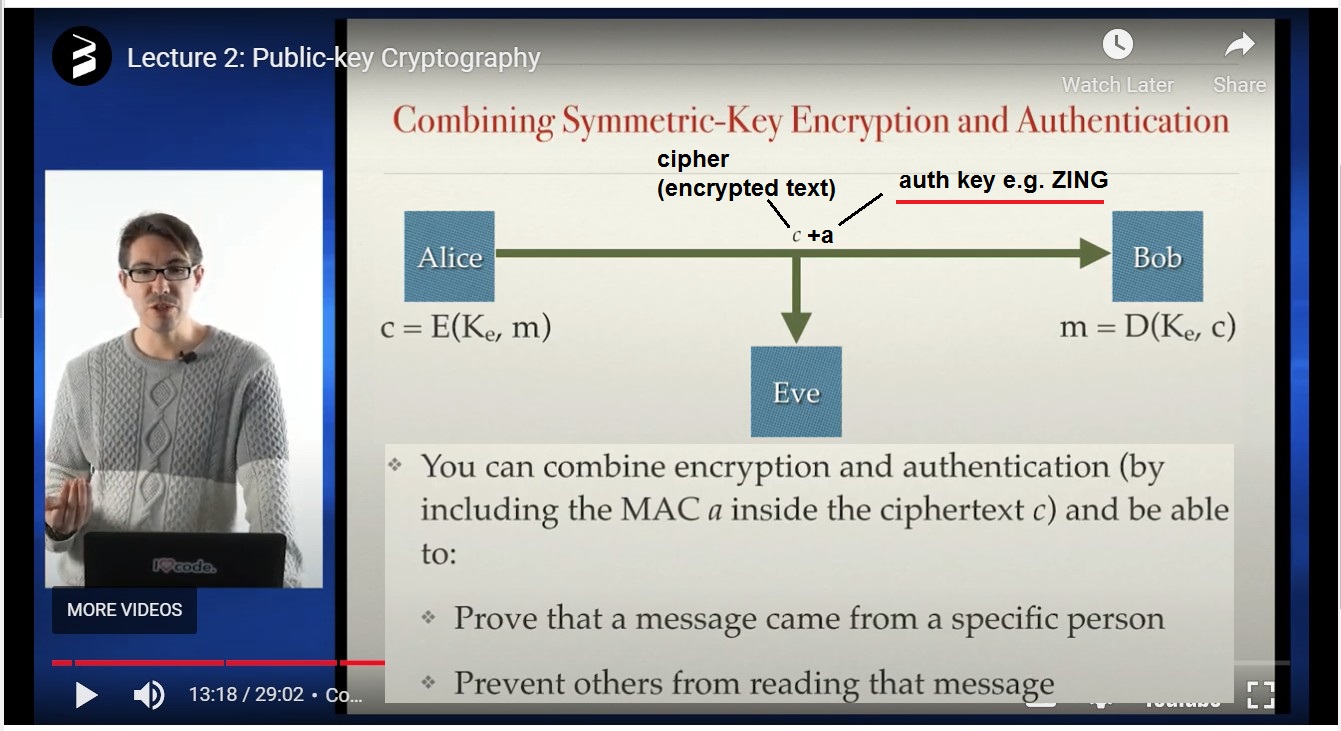 Lecture 2: Public-key Cryptography
Watch Later
Share
Combining Symmetric-Key Encryption and Authentication
cipher
(encrypted text)
auth key e.g. ZING
c +a
Alice
Bob
c = E(Kₑ, m)
m = D(Kₑ, c)
Eve
You can combine encryption and authentication (by
including the MAC a inside the ciphertext c) and be able
to:
Prove that a message came from a specific person
Prevent others from reading that message
I❤code.
MORE VIDEOS
13:18 / 29:02 • Co...
YouTube